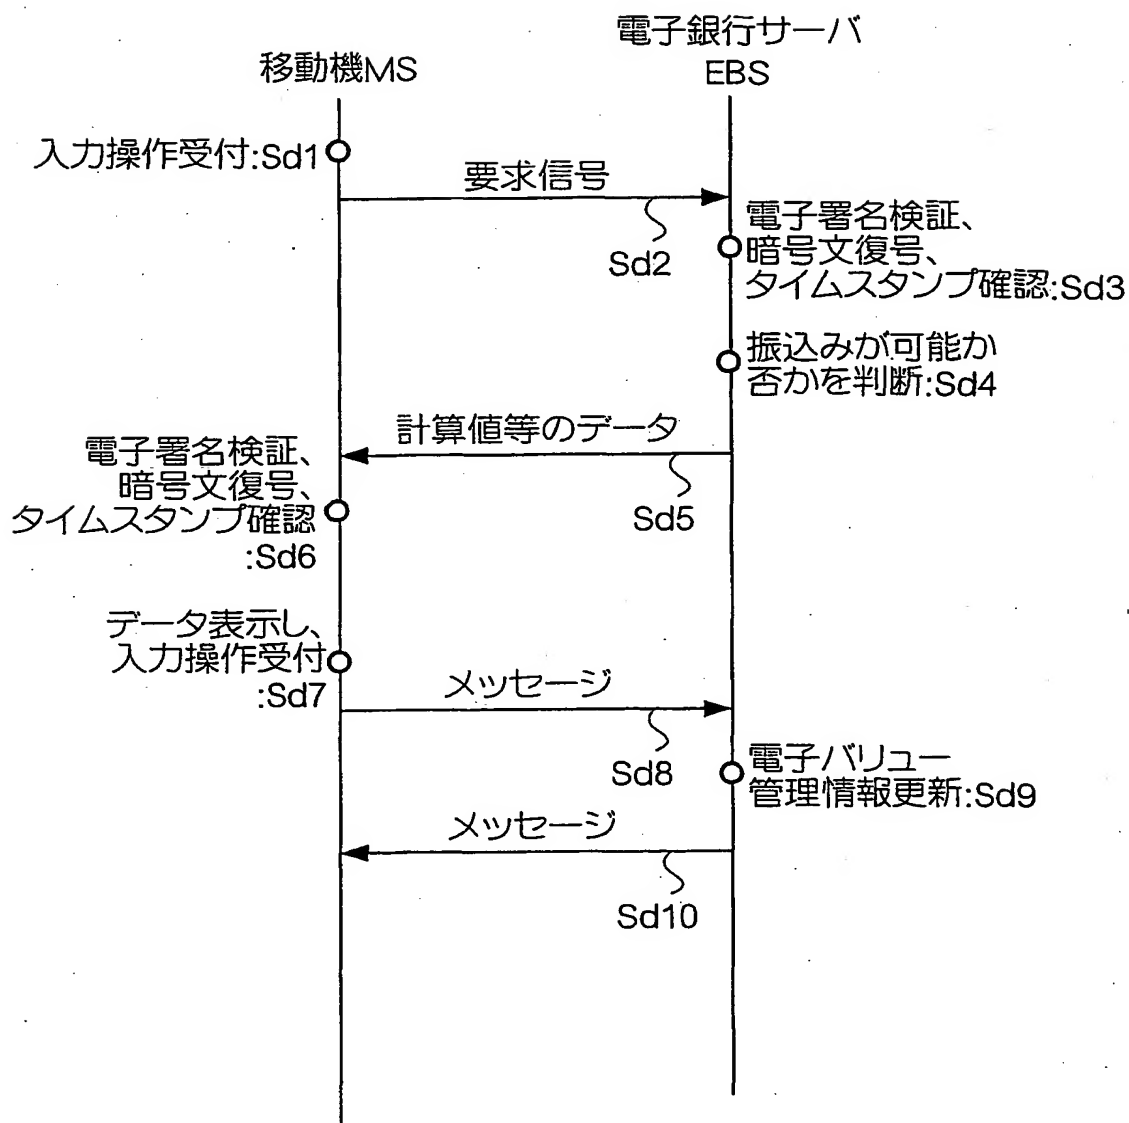 電子銀行サーバ
EBS
移動機MS
入力操作受付:Sd1
要求信号
Sd2
電子署名検証、
暗号文復号、
タイムスタンプ確認:Sd3
振込みが可能か
否かを判断:Sd4
計算値等のデータ
Sd5
電子署名検証、
暗号文復号、
タイムスタンプ確認
:Sd6
データ表示し、
入力操作受付
:Sd7
メッセージ
Sd8
電子バリュー
管理情報更新:Sd9
メッセージ
Sd10